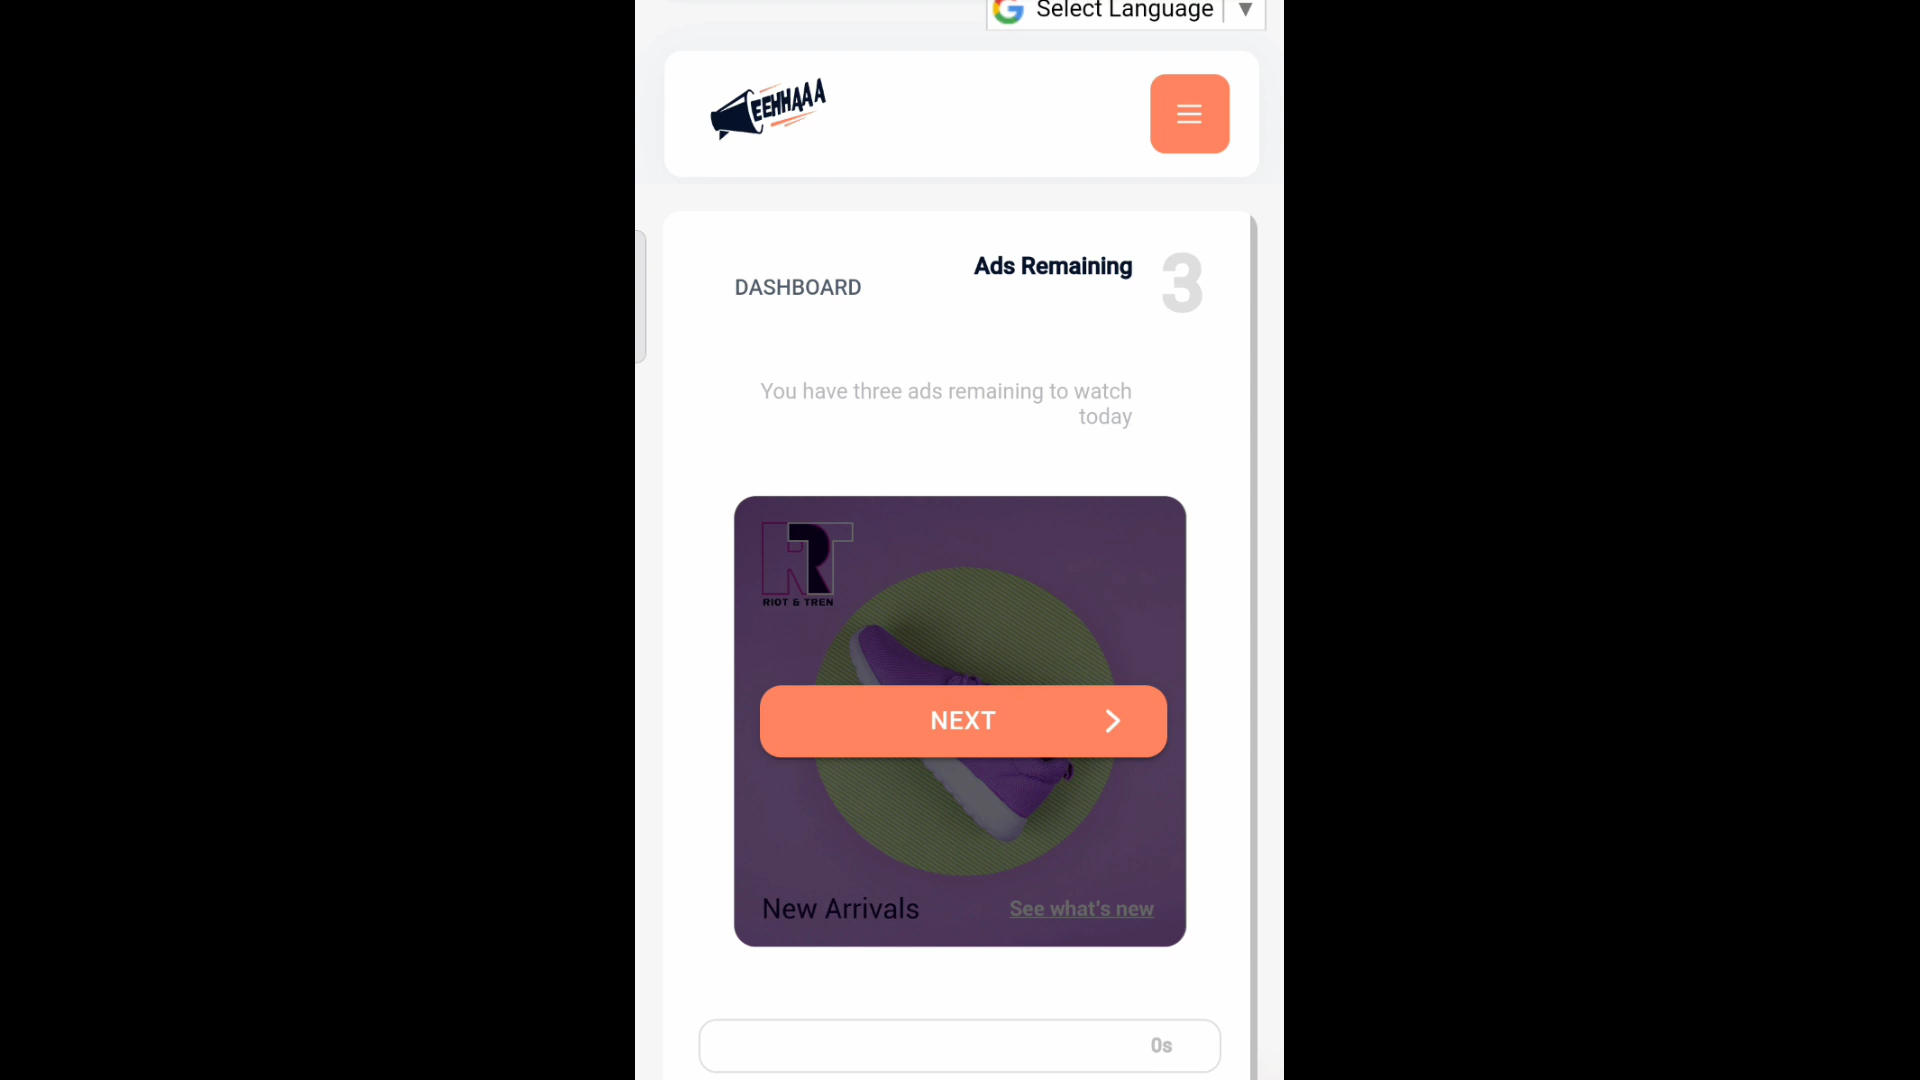 Select Language ▼
EEHHAAA
Ads Remaining
3
DASHBOARD
You have three ads remaining to watch
today
RT
RIOT & TREN
NEXT
New Arrivals
See what's new
0s